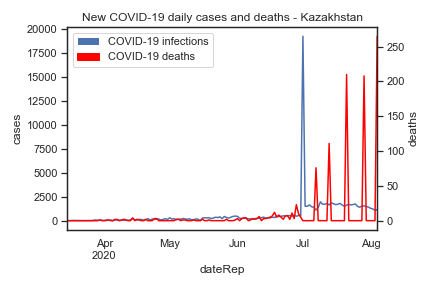 New COVID-19 daily cases and deaths - Kazakhstan
COVID-19 infections
COVID-19 deaths
20000
17500
15000
12500
10000
7500
5000
2500
0
cases
250
200
150
100
50
0
deaths
Apr
2020
May
Jun
Jul
Aug
dateRep